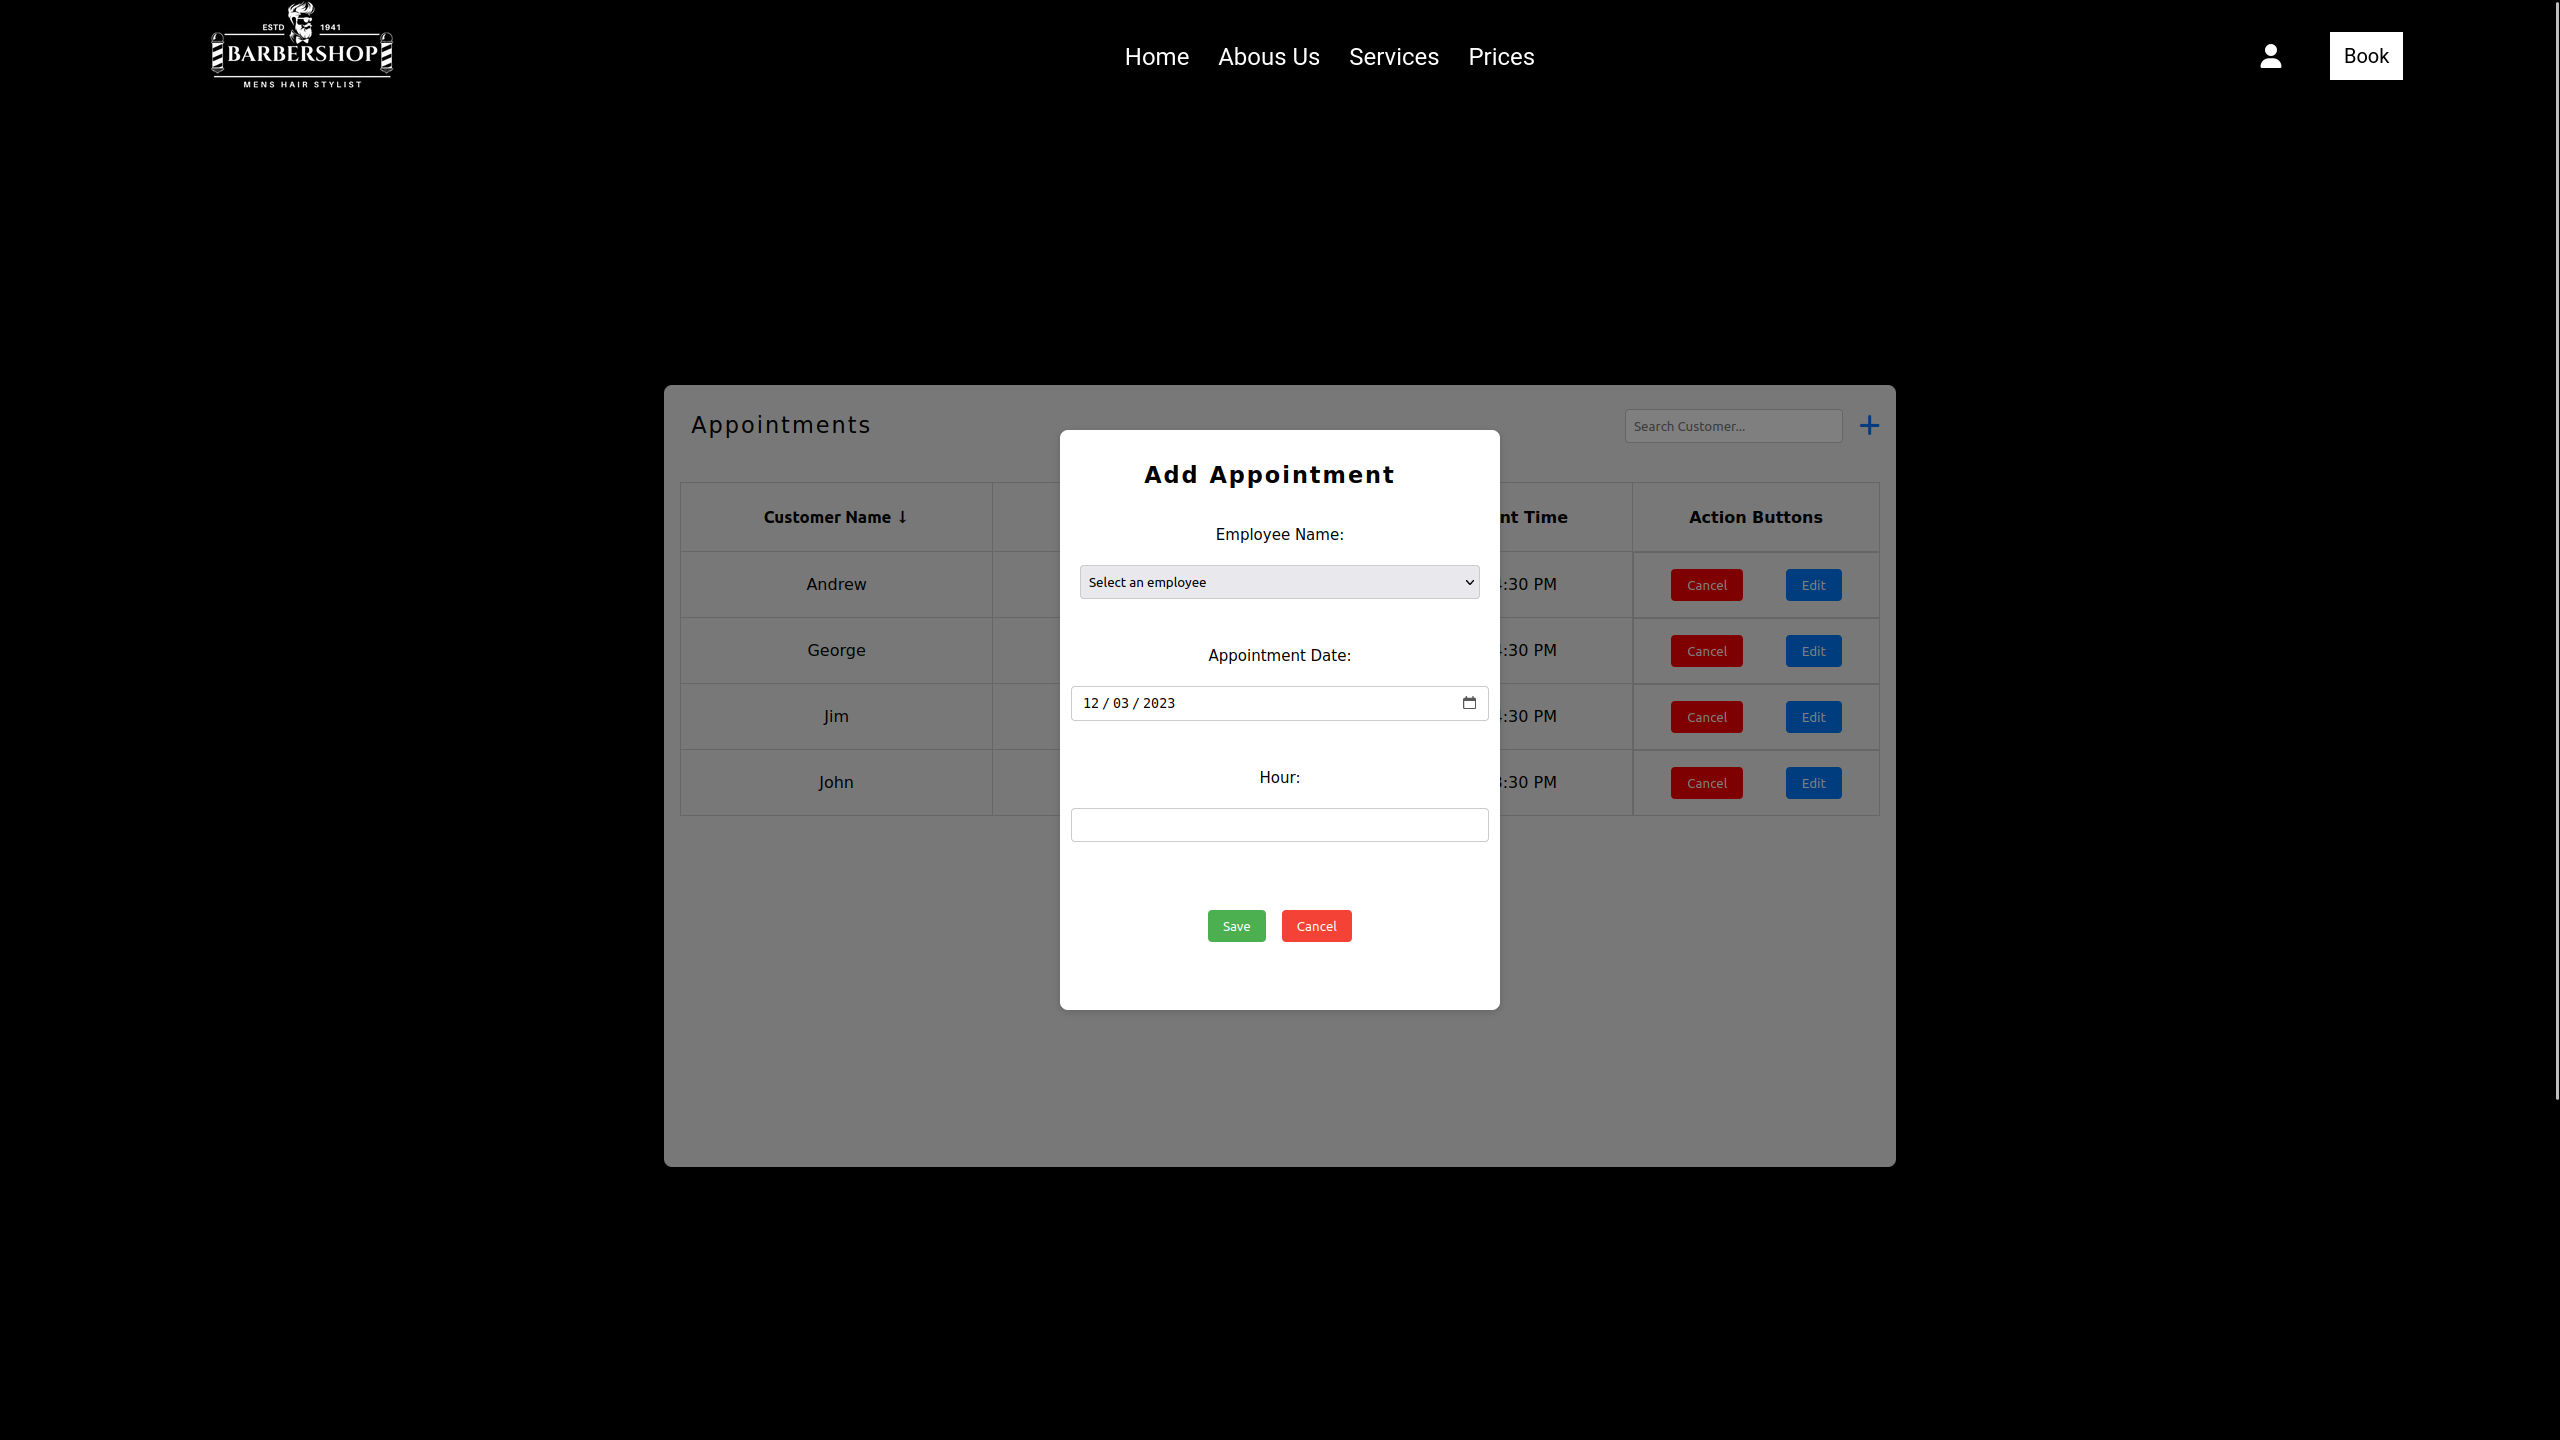 ESTD 1941
BARBERSHOP
MENS HAIR STYLIST
Home Abous Us Services Prices
Book
Appointments
Search Customer...
Customer Name ↓ nt Time Action Buttons
Andrew :30 PM Cancel Edit
George :30 PM Cancel Edit
Jim :30 PM Cancel Edit
John :30 PM Cancel Edit
Add Appointment
Employee Name:
Select an employee
Appointment Date:
12/03/2023
Hour:
Save Cancel